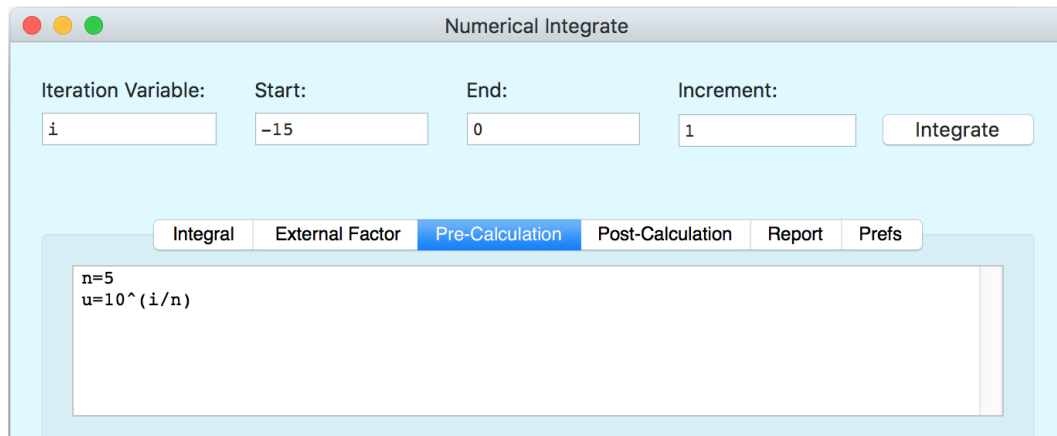 Numerical Integrate
Iteration Variable: Start: End: Increment:
i -15 0 1 Integrate
Integral External Factor Pre-Calculation Post-Calculation Report Prefs
n=5
u=10^(i/n)